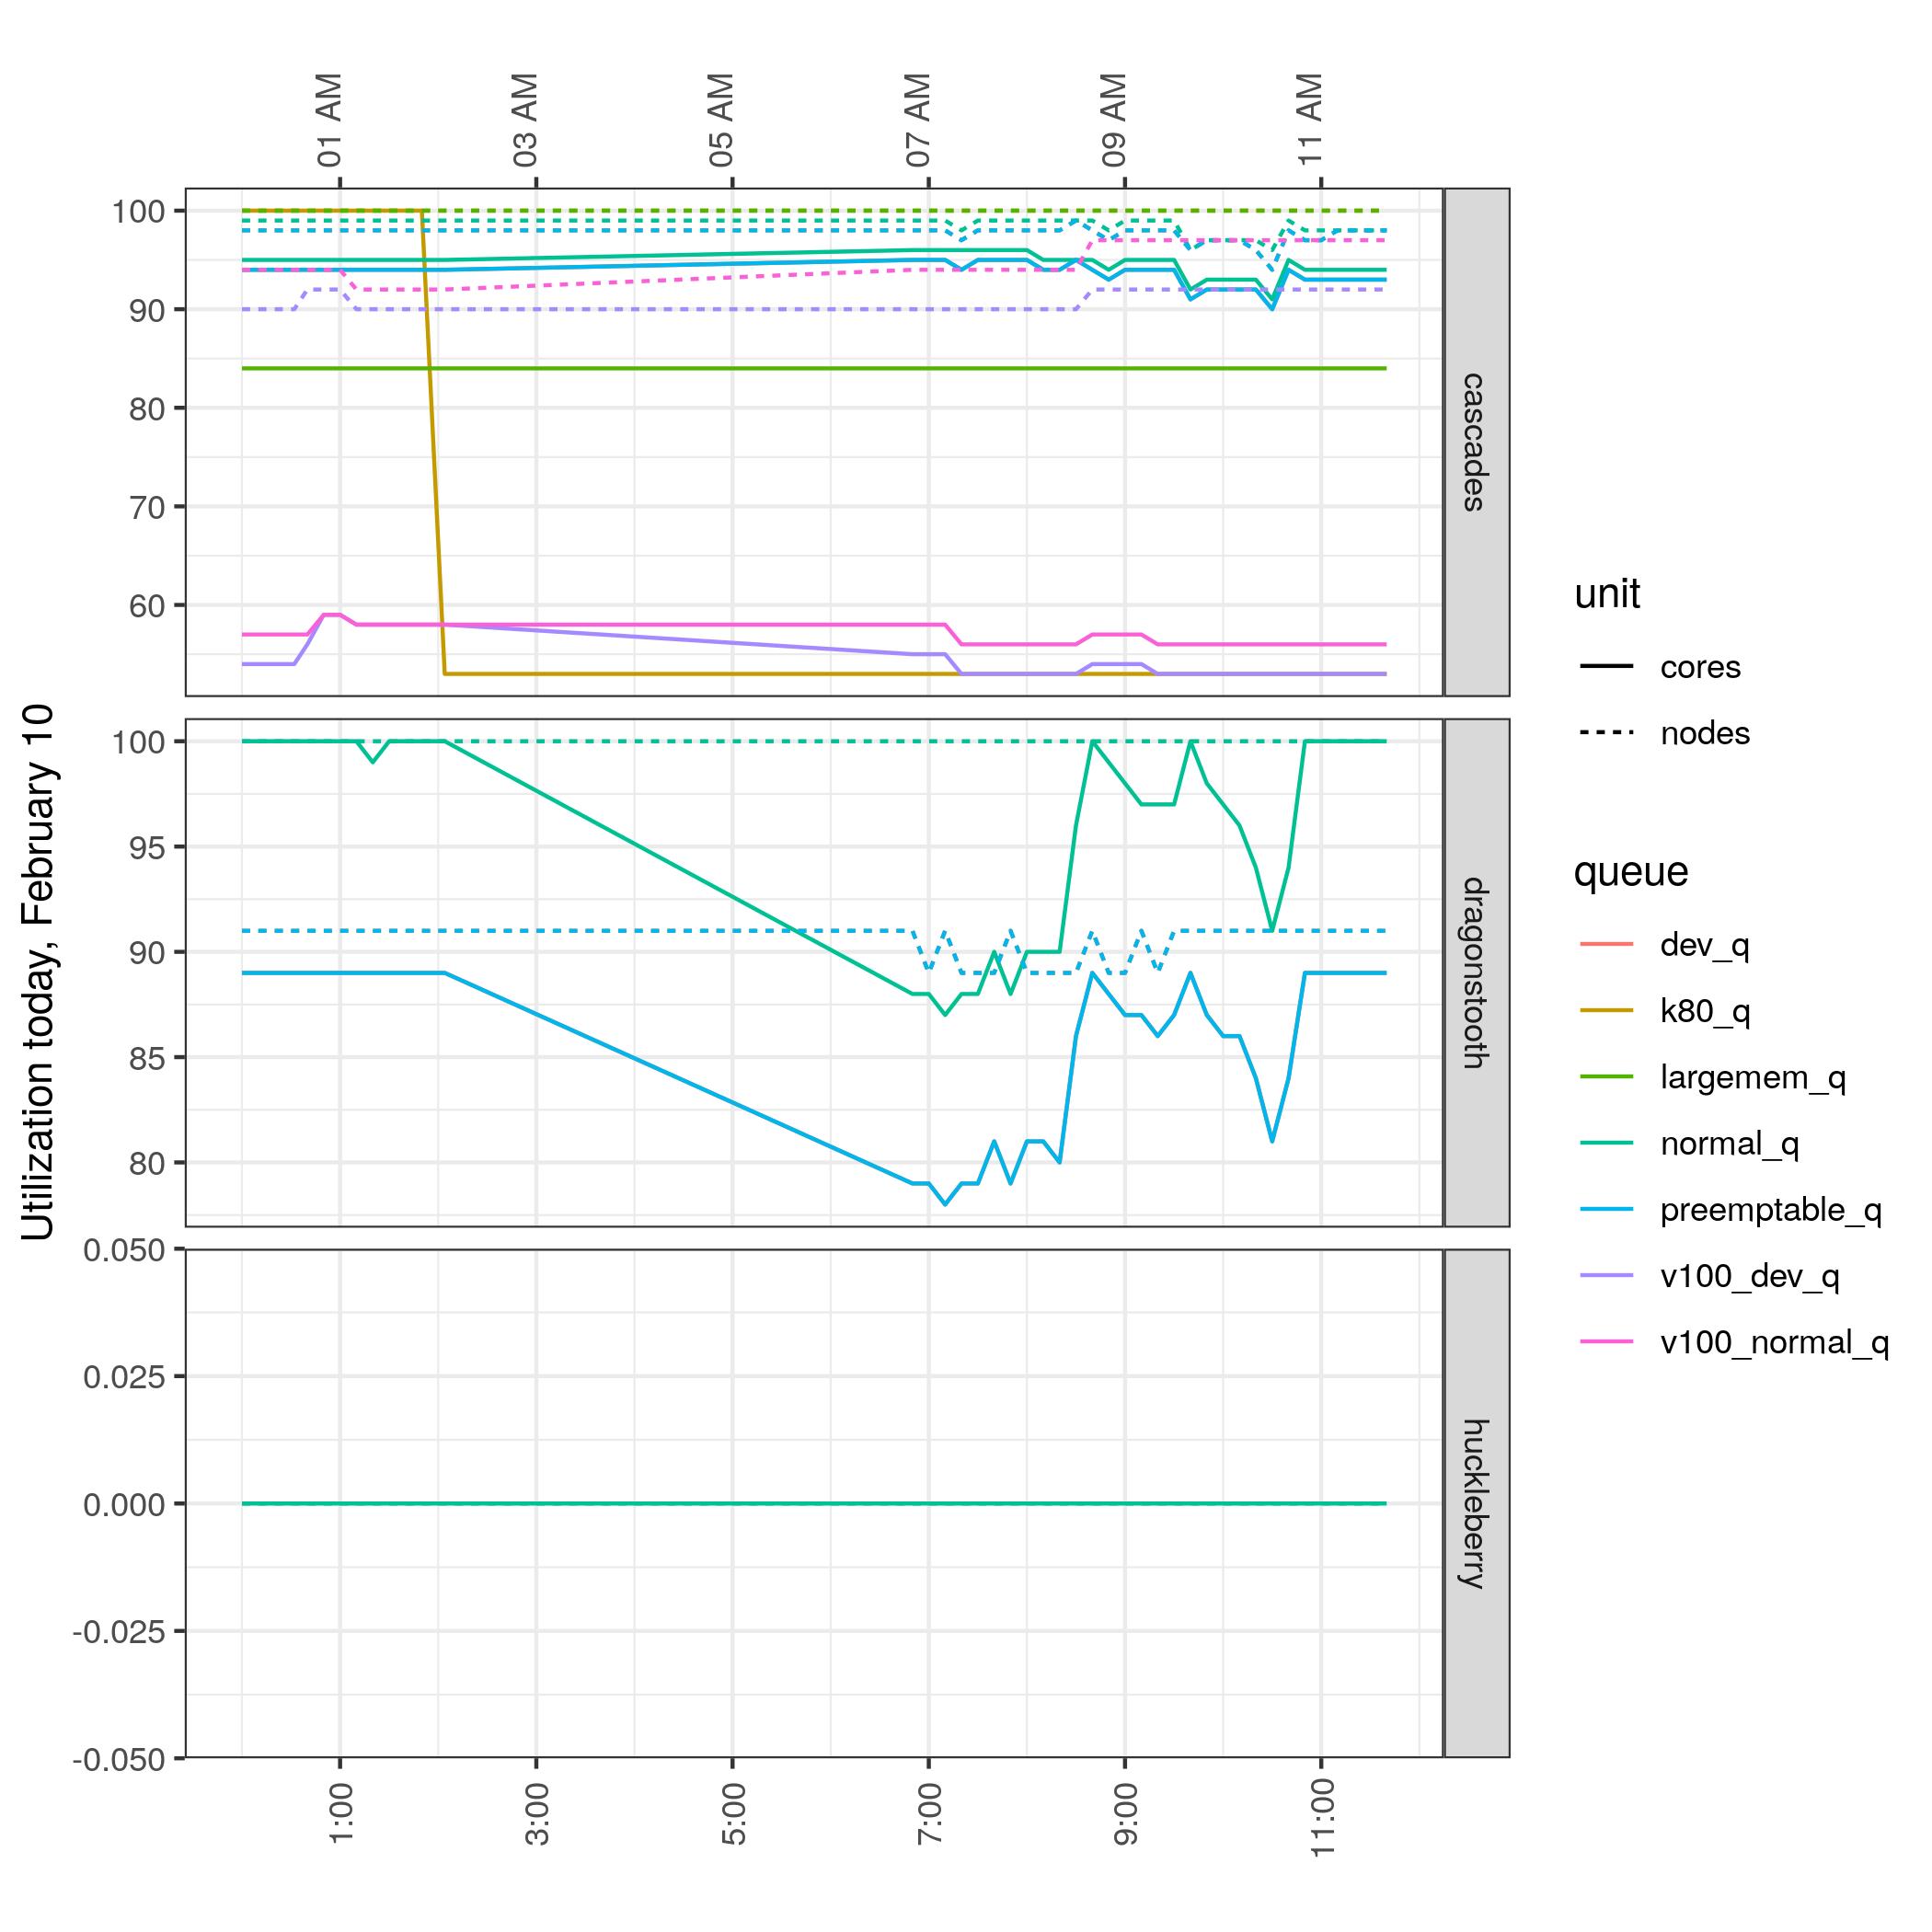 01 AM
03 AM
05 AM
07 AM
09 AM
11 AM
100
90
80
70
60
cascades
100
95
90
85
80
dragonstooth
0.050
0.025
0.000
-0.025
-0.050
huckleberry
1:00
3:00
5:00
7:00
9:00
11:00
Utilization today, February 10
unit
cores
nodes
queue
dev_q
k80_q
largemem_q
normal_q
preemptable_q
v100_dev_q
v100_normal_q